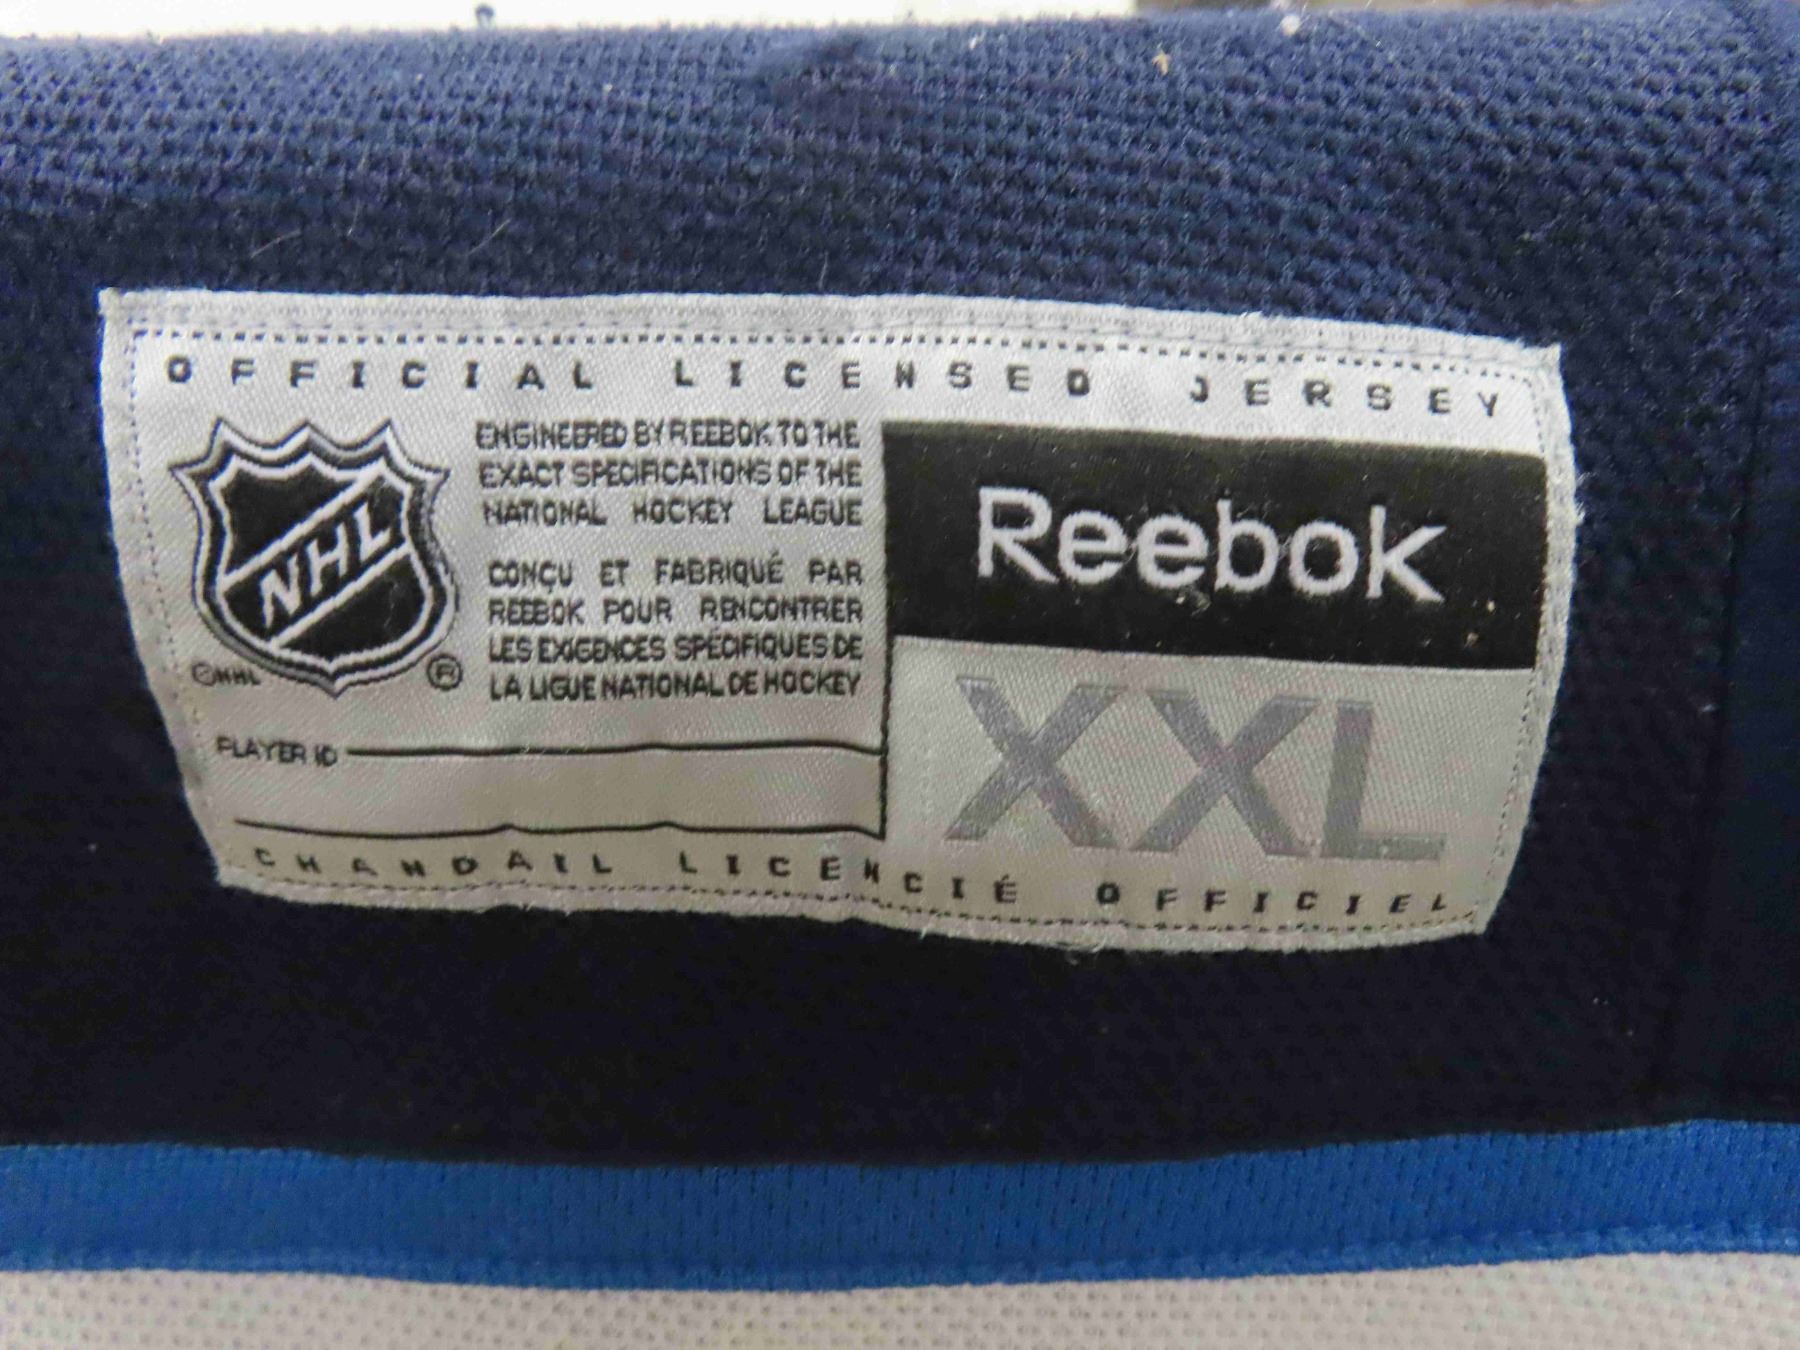 OFFICIAL LICENSED JERSEY
NHL
©NHL
®
ENGINEERED BY REEBOK TO THE
EXACT SPECIFICATIONS OF THE
NATIONAL HOCKEY LEAGUE
CONÇU ET FABRIQUÉ PAR
REEBOK POUR RENCONTRER
LES EXIGENCES SPÉCIFIQUES DE
LA LIGUE NATIONAL DE HOCKEY
PLAYER ID
Reebok
XXL
CHANDAIL LICENCIÉ OFFICIEL